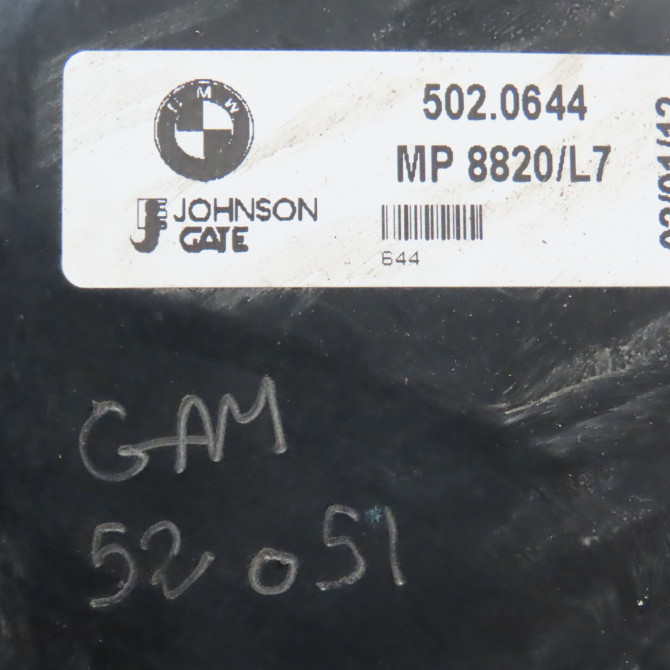 BMW
502.0644
MP 8820/L7
JOHNSON
GATE
644
GAM
52051